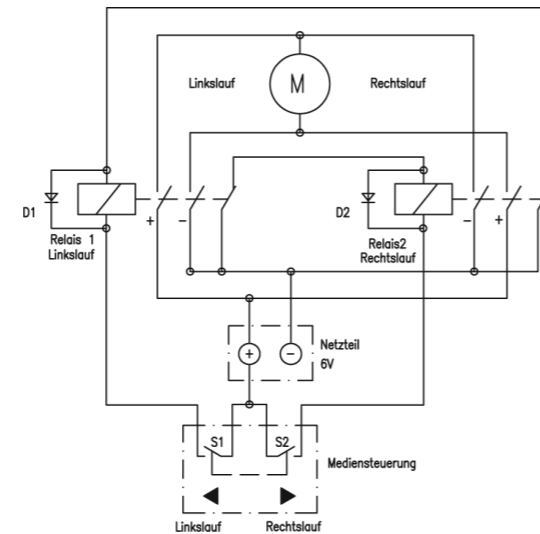 Linkslauf
M
Rechtslauf
D1
+
−
D2
−
+
Relais 1
Linkslauf
Relais2
Rechtslauf
+
−
Netzteil
6V
S1
S2
Mediensteuerung
Linkslauf
Rechtslauf